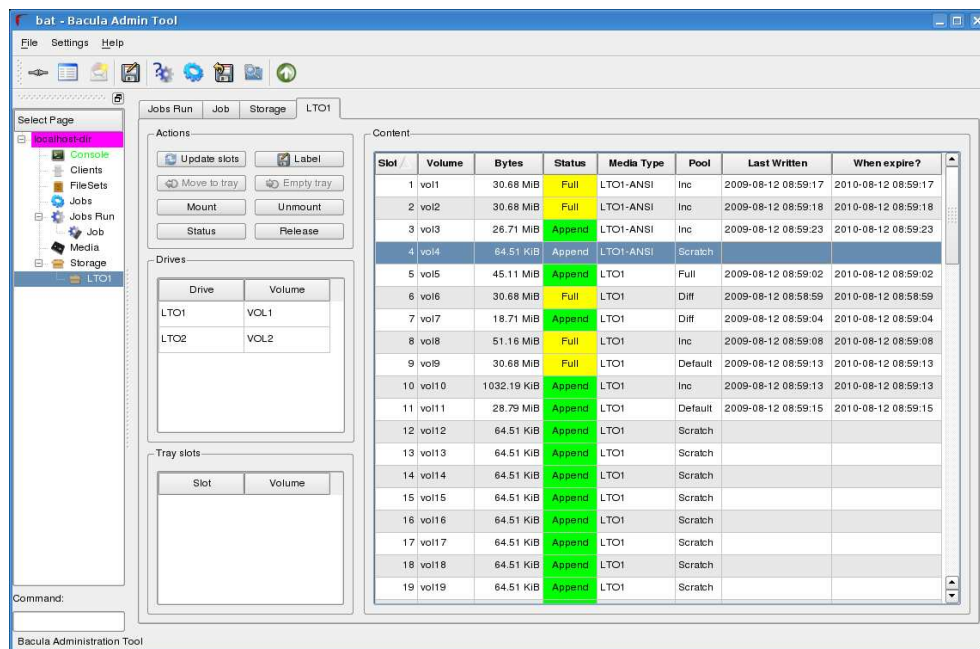 bat - Bacula Admin Tool
File Settings Help
Select Page
localhost-dir
Console
Clients
FileSets
Jobs
Jobs Run
Job
Media
Storage
LTO1
Command:
Bacula Administration Tool
Jobs Run Job Storage LTO1
Actions
Update slots Label
Move to tray Empty tray
Mount Unmount
Status Release
Drives
Drive Volume
LTO1 VOL1
LTO2 VOL2
Tray slots
Slot Volume
Content
Slot Volume Bytes Status Media Type Pool Last Written When expire?
1 vol1 30.68 MiB Full LTO1-ANSI Inc 2009-08-12 08:59:17 2010-08-12 08:59:17
2 vol2 30.68 MiB Full LTO1-ANSI Inc 2009-08-12 08:59:18 2010-08-12 08:59:18
3 vol3 26.71 MiB Append LTO1-ANSI Inc 2009-08-12 08:59:23 2010-08-12 08:59:23
4 vol4 64.51 KiB Append LTO1-ANSI Scratch
5 vol5 45.11 MiB Append LTO1 Full 2009-08-12 08:59:02 2010-08-12 08:59:02
6 vol6 30.68 MiB Full LTO1 Diff 2009-08-12 08:58:59 2010-08-12 08:58:59
7 vol7 18.71 MiB Append LTO1 Diff 2009-08-12 08:59:04 2010-08-12 08:59:04
8 vol8 51.16 MiB Full LTO1 Inc 2009-08-12 08:59:08 2010-08-12 08:59:08
9 vol9 30.68 MiB Full LTO1 Default 2009-08-12 08:59:13 2010-08-12 08:59:13
10 vol10 1032.19 KiB Append LTO1 Inc 2009-08-12 08:59:13 2010-08-12 08:59:13
11 vol11 28.79 MiB Append LTO1 Default 2009-08-12 08:59:15 2010-08-12 08:59:15
12 vol12 64.51 KiB Append LTO1 Scratch
13 vol13 64.51 KiB Append LTO1 Scratch
14 vol14 64.51 KiB Append LTO1 Scratch
15 vol15 64.51 KiB Append LTO1 Scratch
16 vol16 64.51 KiB Append LTO1 Scratch
17 vol17 64.51 KiB Append LTO1 Scratch
18 vol18 64.51 KiB Append LTO1 Scratch
19 vol19 64.51 KiB Append LTO1 Scratch